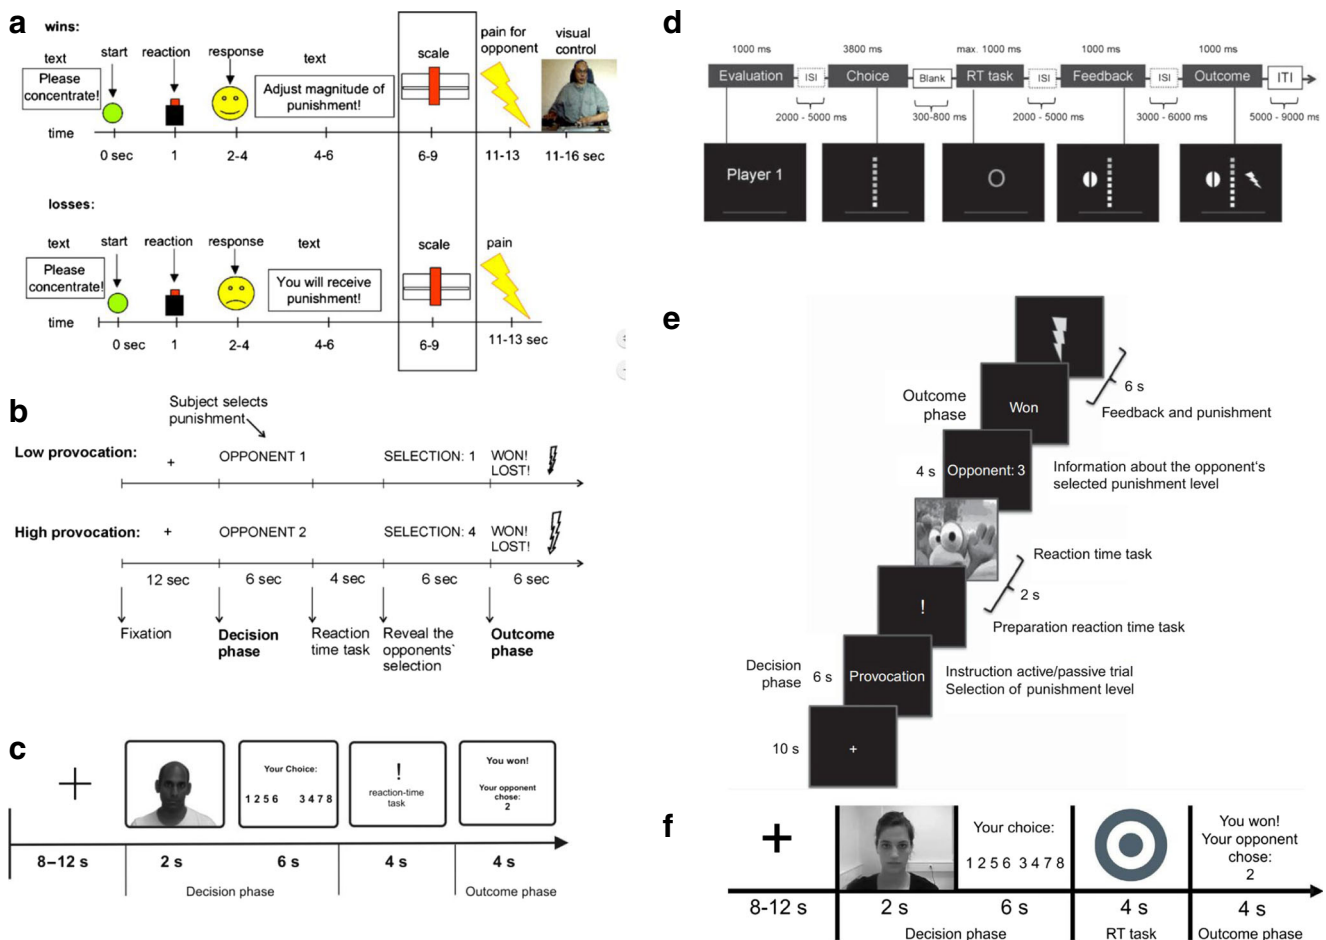 a
wins:
text
start
reaction
response
text
scale
pain for
opponent
visual
control
Please
concentrate!
Adjust magnitude of
punishment!
time
0 sec
1
2-4
4-6
6-9
11-13
11-16 sec
losses:
text
start
reaction
response
text
scale
pain
Please
concentrate!
You will receive
punishment!
time
0 sec
1
2-4
4-6
6-9
11-13 sec
b
Subject selects
punishment
Low provocation:
+
OPPONENT 1
SELECTION: 1
WON!
LOST!
High provocation:
+
OPPONENT 2
SELECTION: 4
WON!
LOST!
12 sec
6 sec
4 sec
6 sec
6 sec
Fixation
Decision
phase
Reaction
time task
Reveal the
opponents`
selection
Outcome
phase
c
+
Your Choice:
1 2 5 6 3 4 7 8
!
reaction-time
task
You won!
Your opponent
chose:
2
8–12 s
2 s
6 s
4 s
4 s
Decision phase
Outcome phase
d
1000 ms
3800 ms
max. 1000 ms
1000 ms
1000 ms
Evaluation
ISI
Choice
Blank
RT task
ISI
Feedback
ISI
Outcome
ITI
2000 - 5000 ms
300-800 ms
2000 - 5000 ms
3000 - 6000 ms
5000 - 9000 ms
Player 1
e
6 s
Feedback and punishment
Outcome
phase
Won
4 s
Opponent: 3
Information about the opponent's
selected punishment level
Reaction time task
2 s
!
Preparation reaction time task
Decision
phase
6 s
Provocation
Instruction active/passive trial
Selection of punishment level
10 s
+
f
+
Your choice:
1 2 5 6 3 4 7 8
You won!
Your opponent
chose:
2
8-12 s
2 s
6 s
4 s
4 s
Decision phase
RT task
Outcome phase